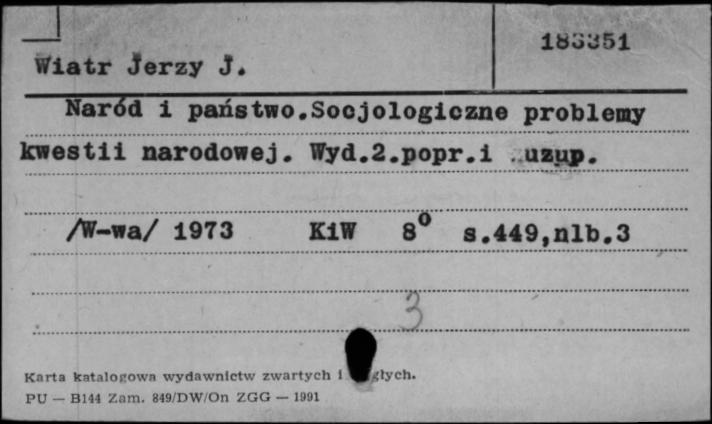 183351
Wiatr Jerzy J.
Naród i państwo.Socjologiczne problemy
kwestii narodowej. Wyd.2.popr.i uzup.
/W-wa/ 1973 KiW 8° s.449,nlb.3
3
Karta katalogowa wydawnictw zwartych i
PU — B144 Zam. 849/DW/On ZGG — 1991